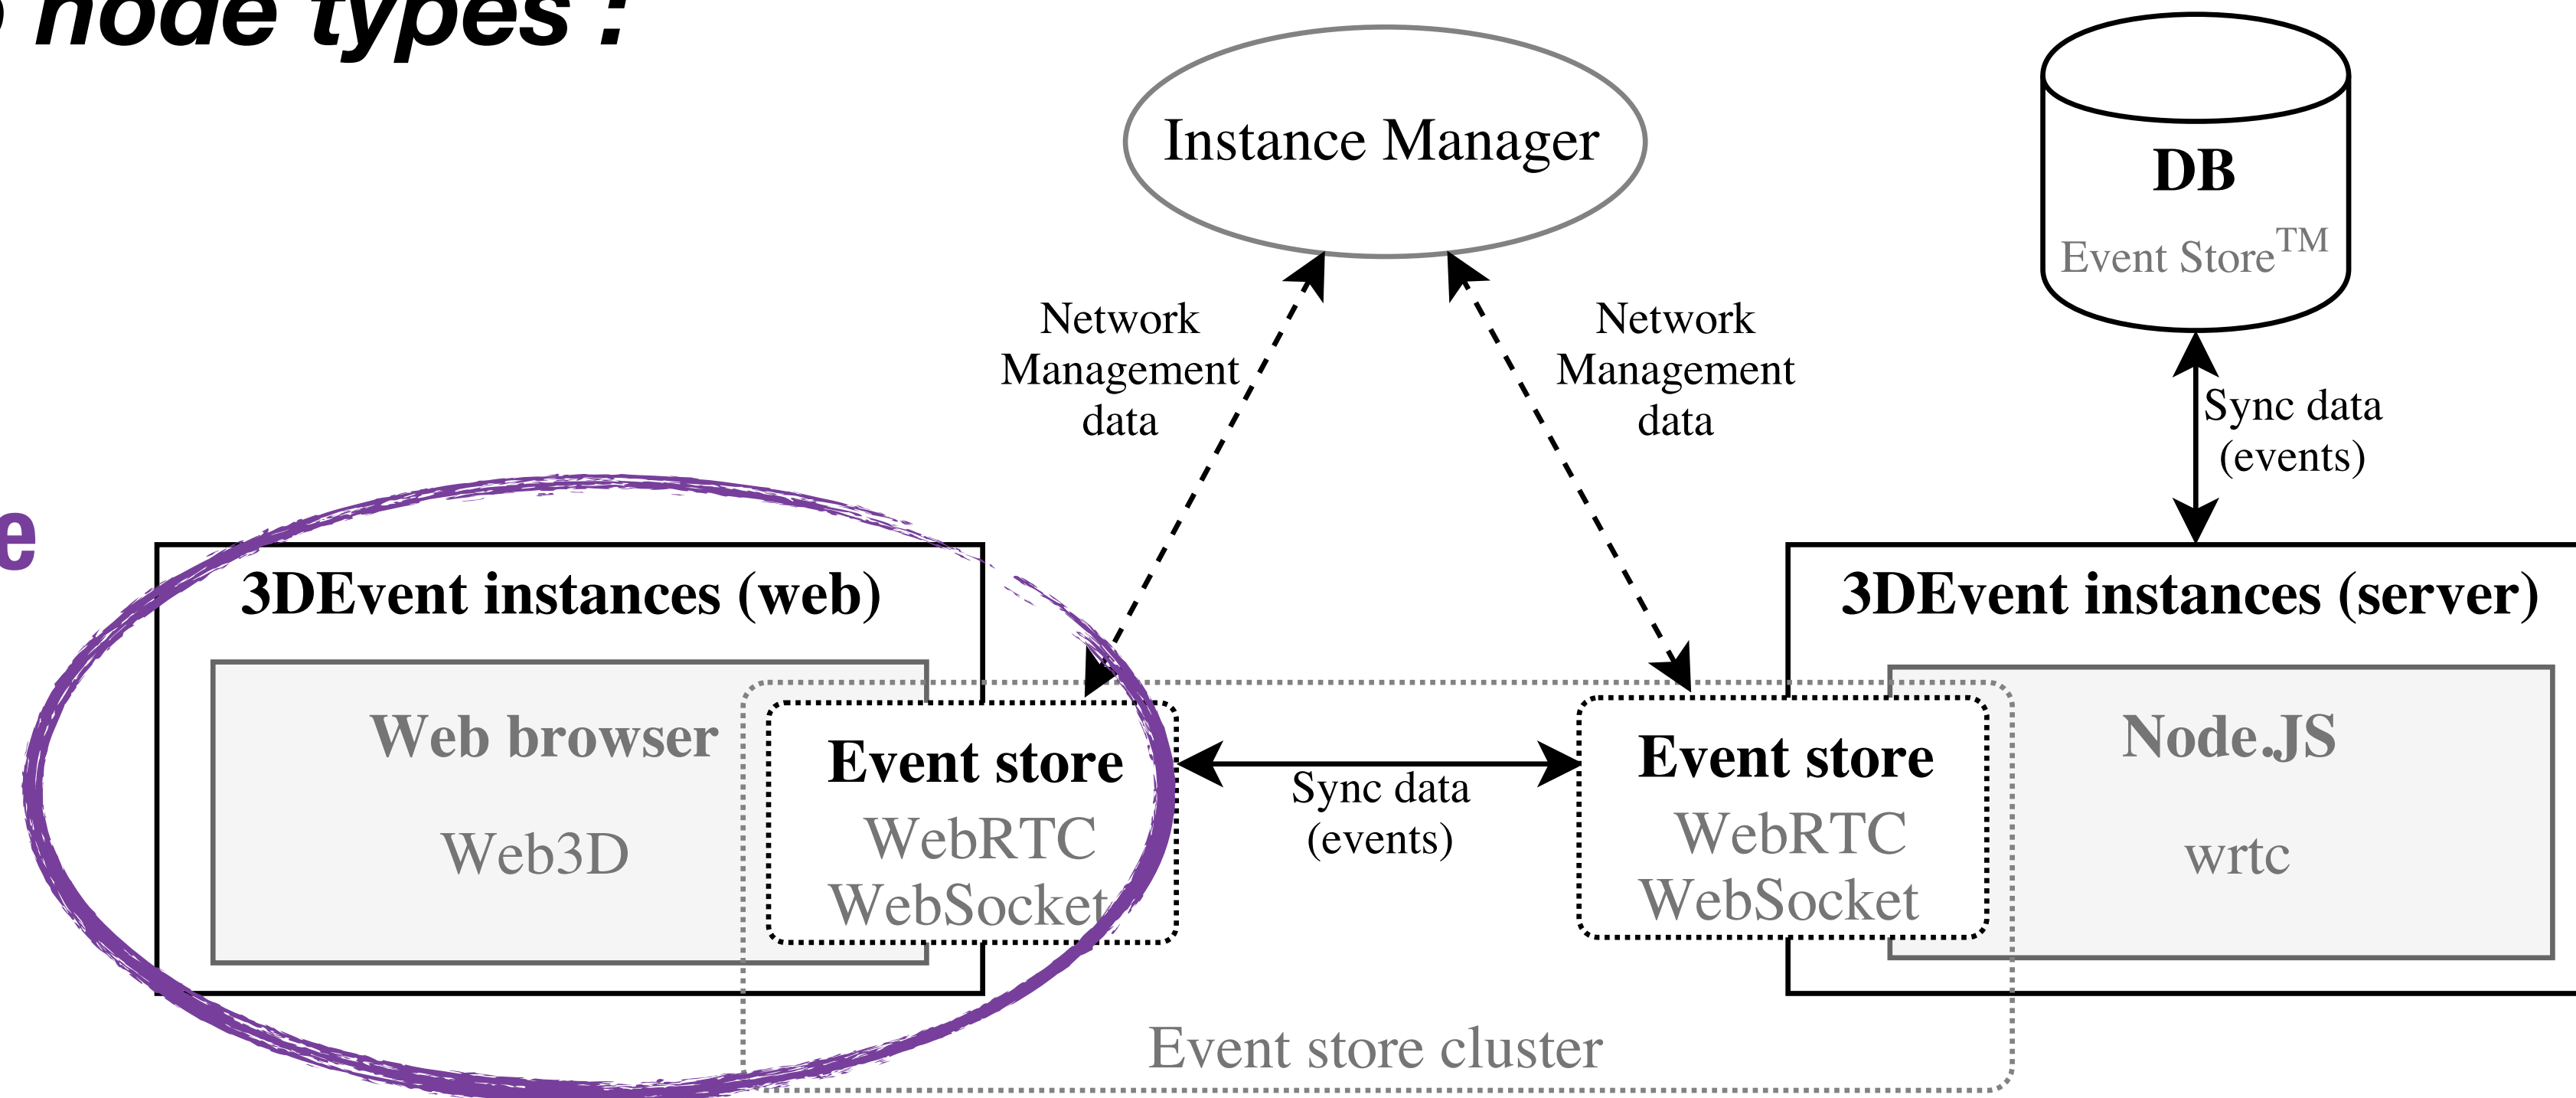 node types :
Instance Manager
DB
Event Store™
Network
Management
data
Network
Management
data
Sync data
(events)
e
3DEvent instances (web)
3DEvent instances (server)
Web browser
Web3D
Event store
WebRTC
WebSocket
Sync data
(events)
Event store
WebRTC
WebSocket
Node.JS
wrtc
Event store cluster